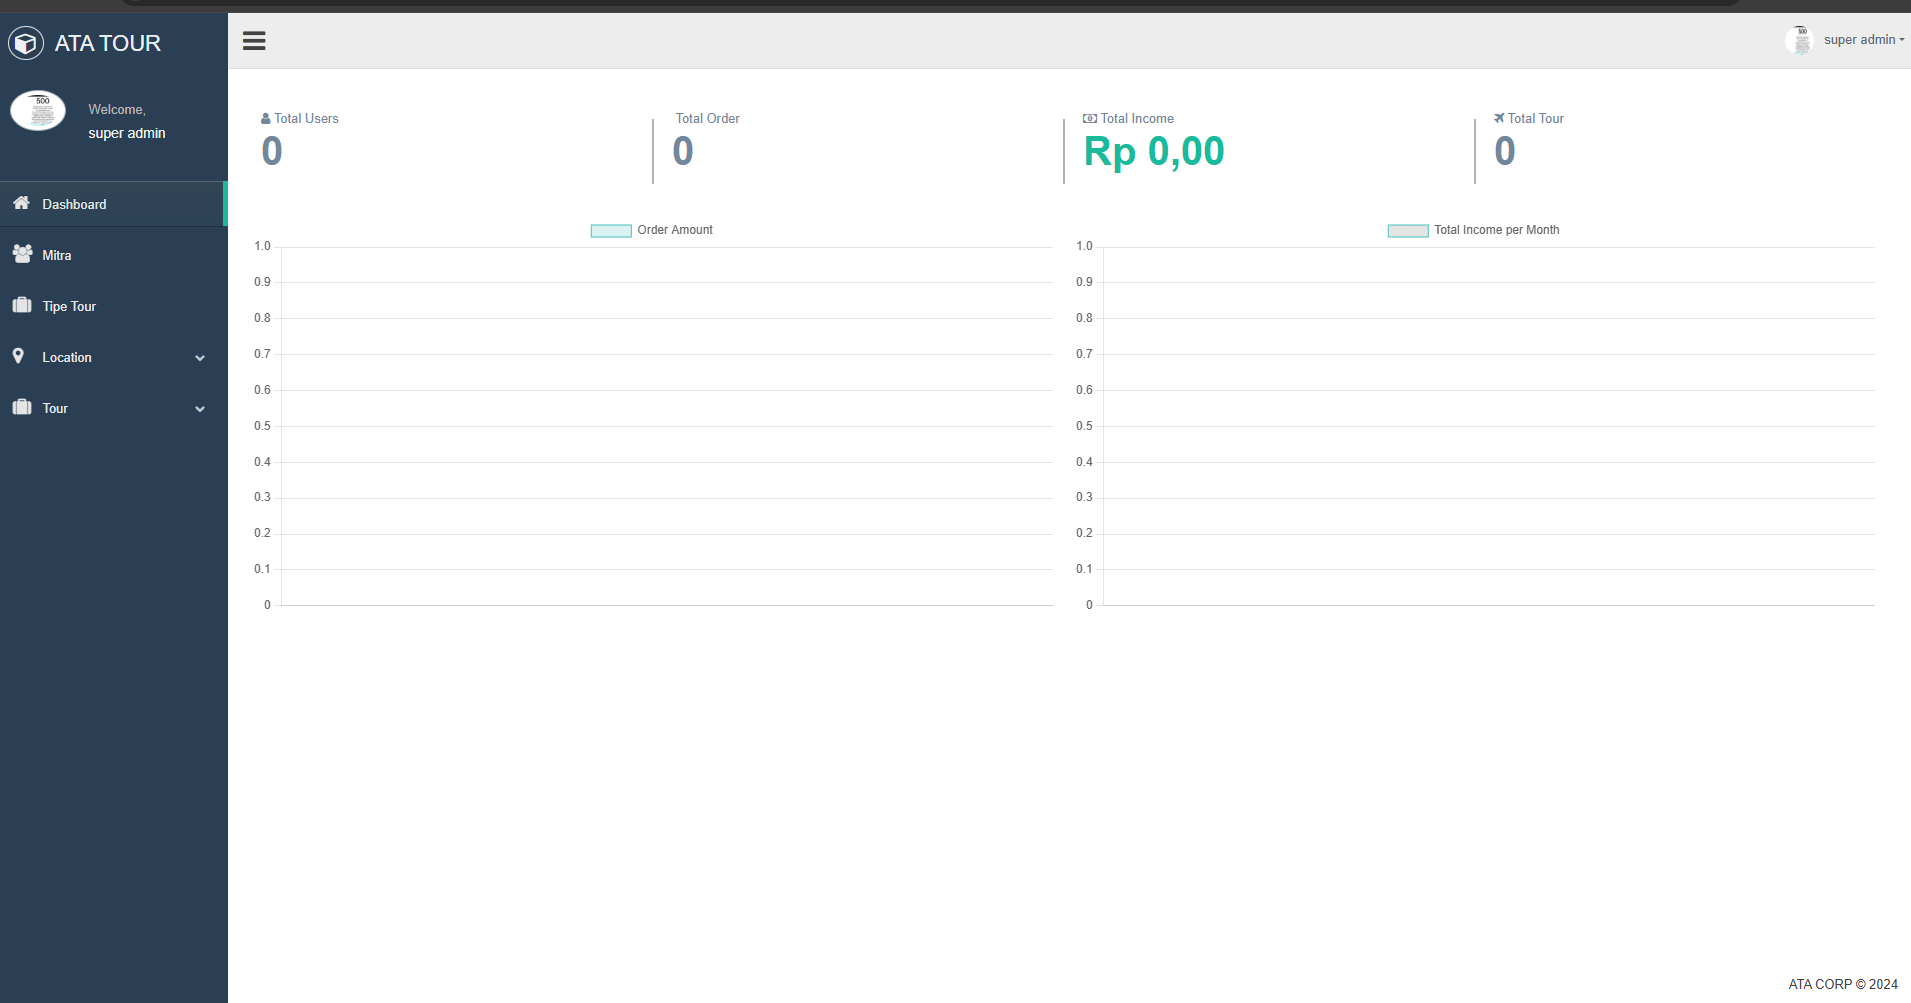 ATA TOUR
500
Welcome,
super admin
Dashboard
Mitra
Tipe Tour
Location
Tour
500
super admin
Total Users
0
Total Order
0
Total Income
Rp 0,00
Total Tour
0
Order Amount
1.0
0.9
0.8
0.7
0.6
0.5
0.4
0.3
0.2
0.1
0
Total Income per Month
1.0
0.9
0.8
0.7
0.6
0.5
0.4
0.3
0.2
0.1
0
ATA CORP © 2024